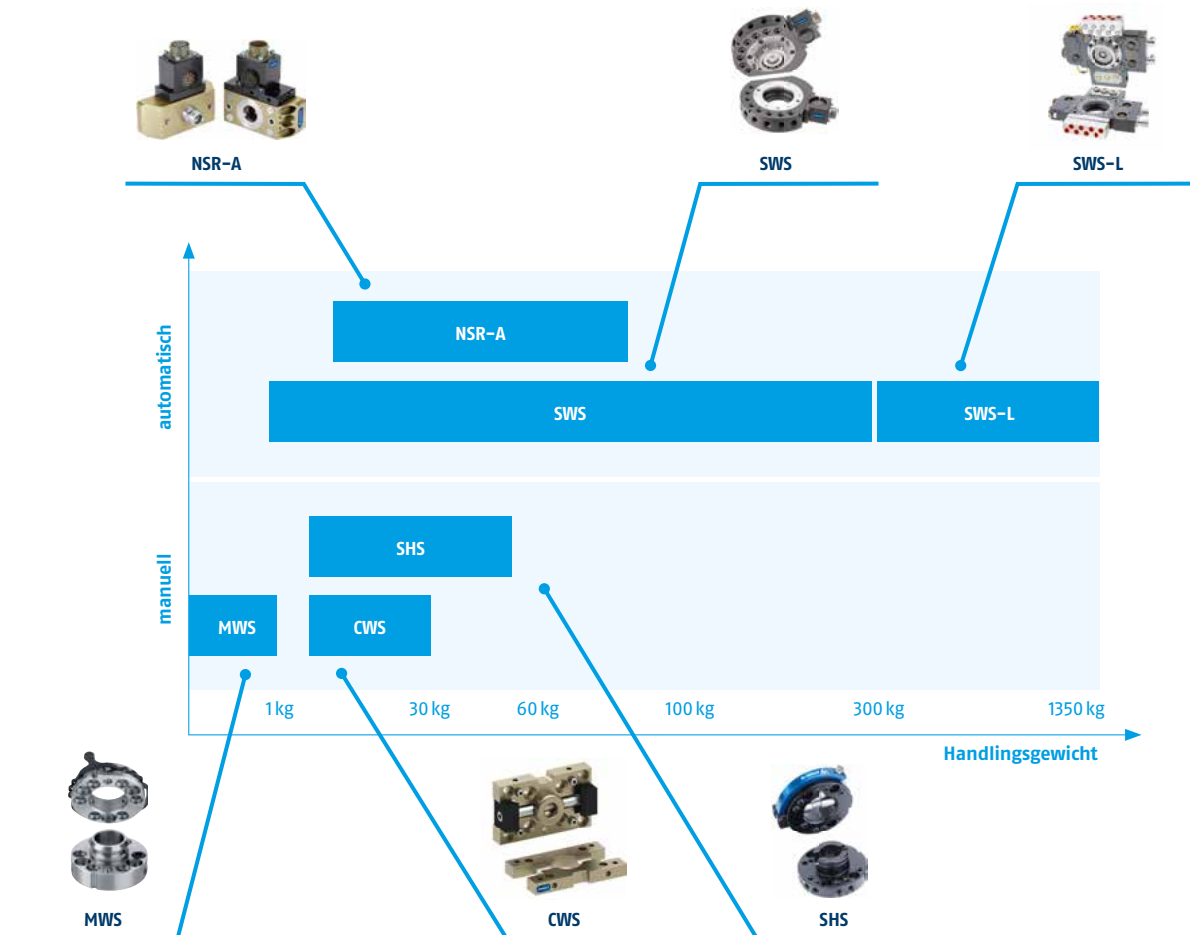 NSR-A
SWS
SWS-L
automatisch
NSR-A
SWS
SWS-L
manuell
SHS
MWS
CWS
1 kg
30 kg
60 kg
100 kg
300 kg
1350 kg
Handlingsgewicht
MWS
CWS
SHS